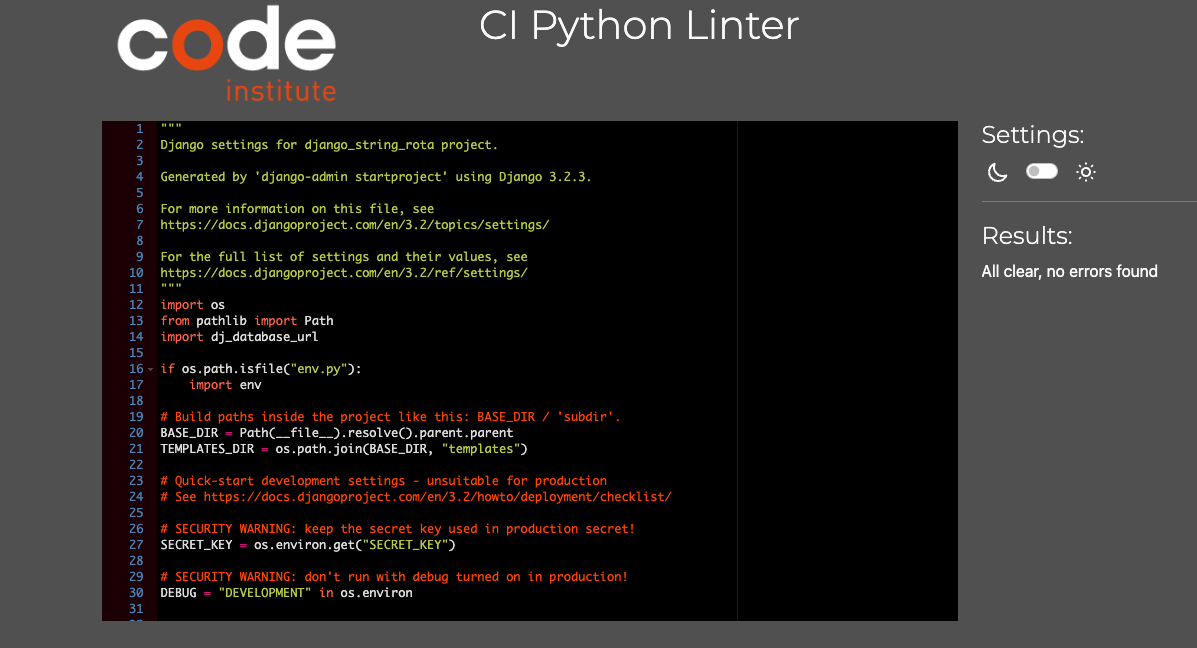 code
institute
CI Python Linter
1 """
2 Django settings for django_string_rota project.
3
4 Generated by 'django-admin startproject' using Django 3.2.3.
5
6 For more information on this file, see
7 https://docs.djangoproject.com/en/3.2/topics/settings/
8
9 For the full list of settings and their values, see
10 https://docs.djangoproject.com/en/3.2/ref/settings/
11 """
12 import os
13 from pathlib import Path
14 import dj_database_url
15
16 if os.path.isfile("env.py"):
17     import env
18
19 # Build paths inside the project like this: BASE_DIR / 'subdir'.
20 BASE_DIR = Path(__file__).resolve().parent.parent
21 TEMPLATES_DIR = os.path.join(BASE_DIR, "templates")
22
23 # Quick-start development settings - unsuitable for production
24 # See https://docs.djangoproject.com/en/3.2/howto/deployment/checklist/
25
26 # SECURITY WARNING: keep the secret key used in production secret!
27 SECRET_KEY = os.environ.get("SECRET_KEY")
28
29 # SECURITY WARNING: don't run with debug turned on in production!
30 DEBUG = "DEVELOPMENT" in os.environ
31
Settings:
Results:
All clear, no errors found